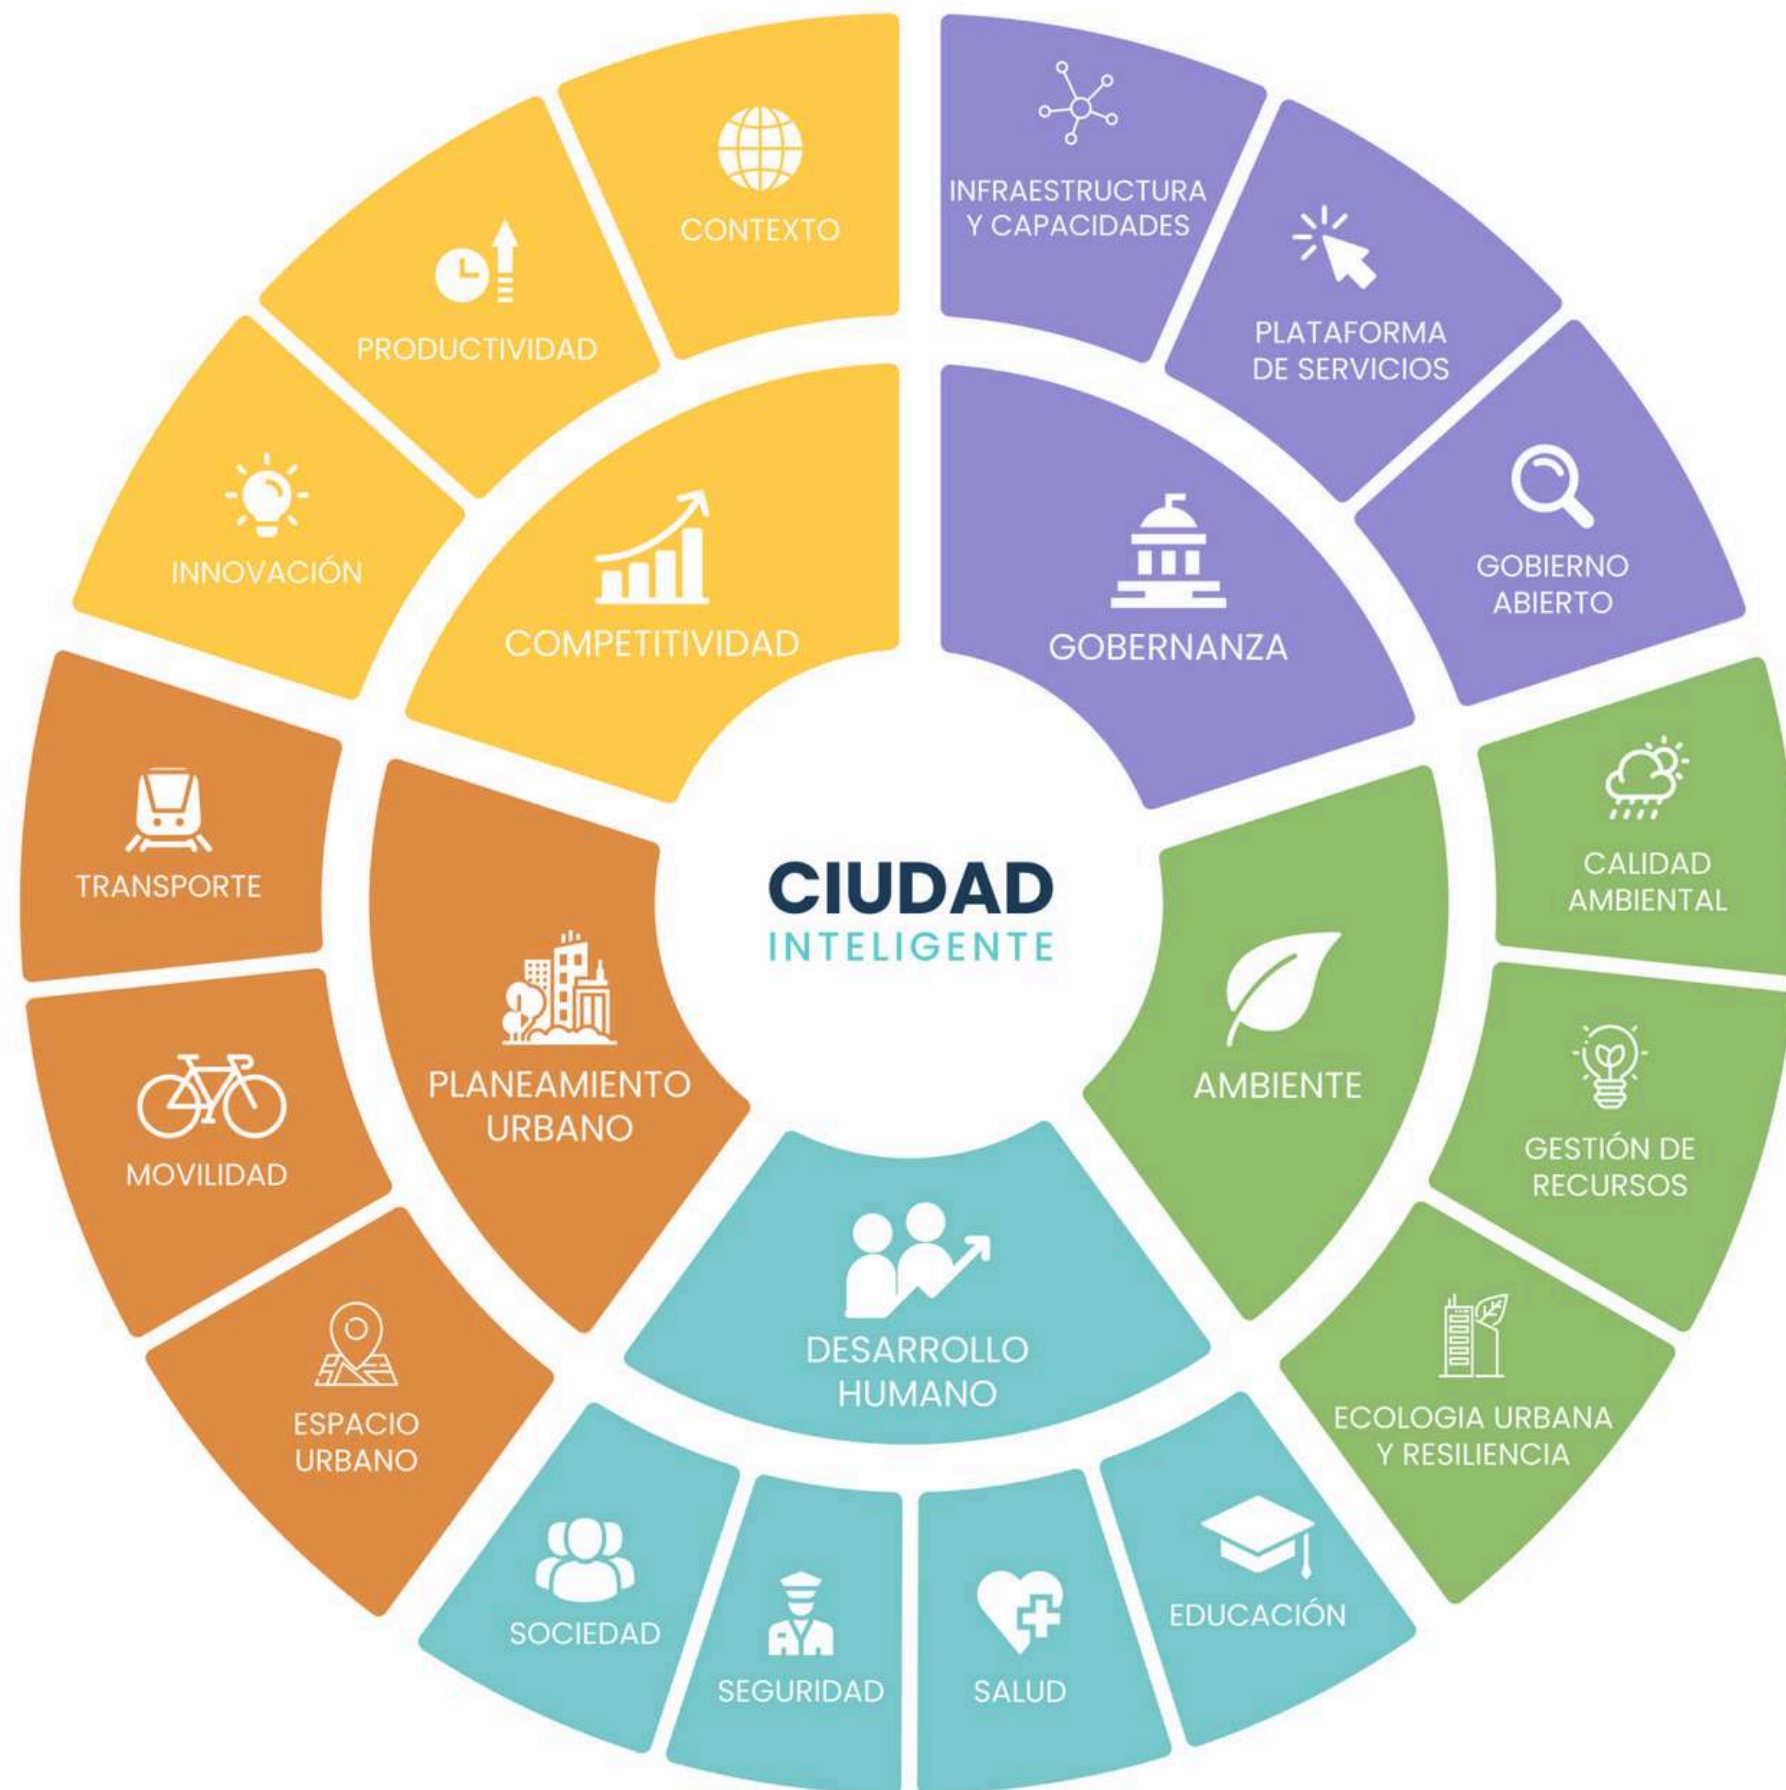 CONTEXTO
PRODUCTIVIDAD
INNOVACIÓN
COMPETITIVIDAD
INFRAESTRUCTURA
Y CAPACIDADES
PLATAFORMA
DE SERVICIOS
GOBIERNO
ABIERTO
GOBERNANZA
CIUDAD
INTELIGENTE
TRANSPORTE
MOVILIDAD
ESPACIO
URBANO
PLANEAMIENTO
URBANO
CALIDAD
AMBIENTAL
GESTIÓN DE
RECURSOS
ECOLOGIA URBANA
Y RESILIENCIA
AMBIENTE
DESARROLLO
HUMANO
SOCIEDAD
SEGURIDAD
SALUD
EDUCACIÓN